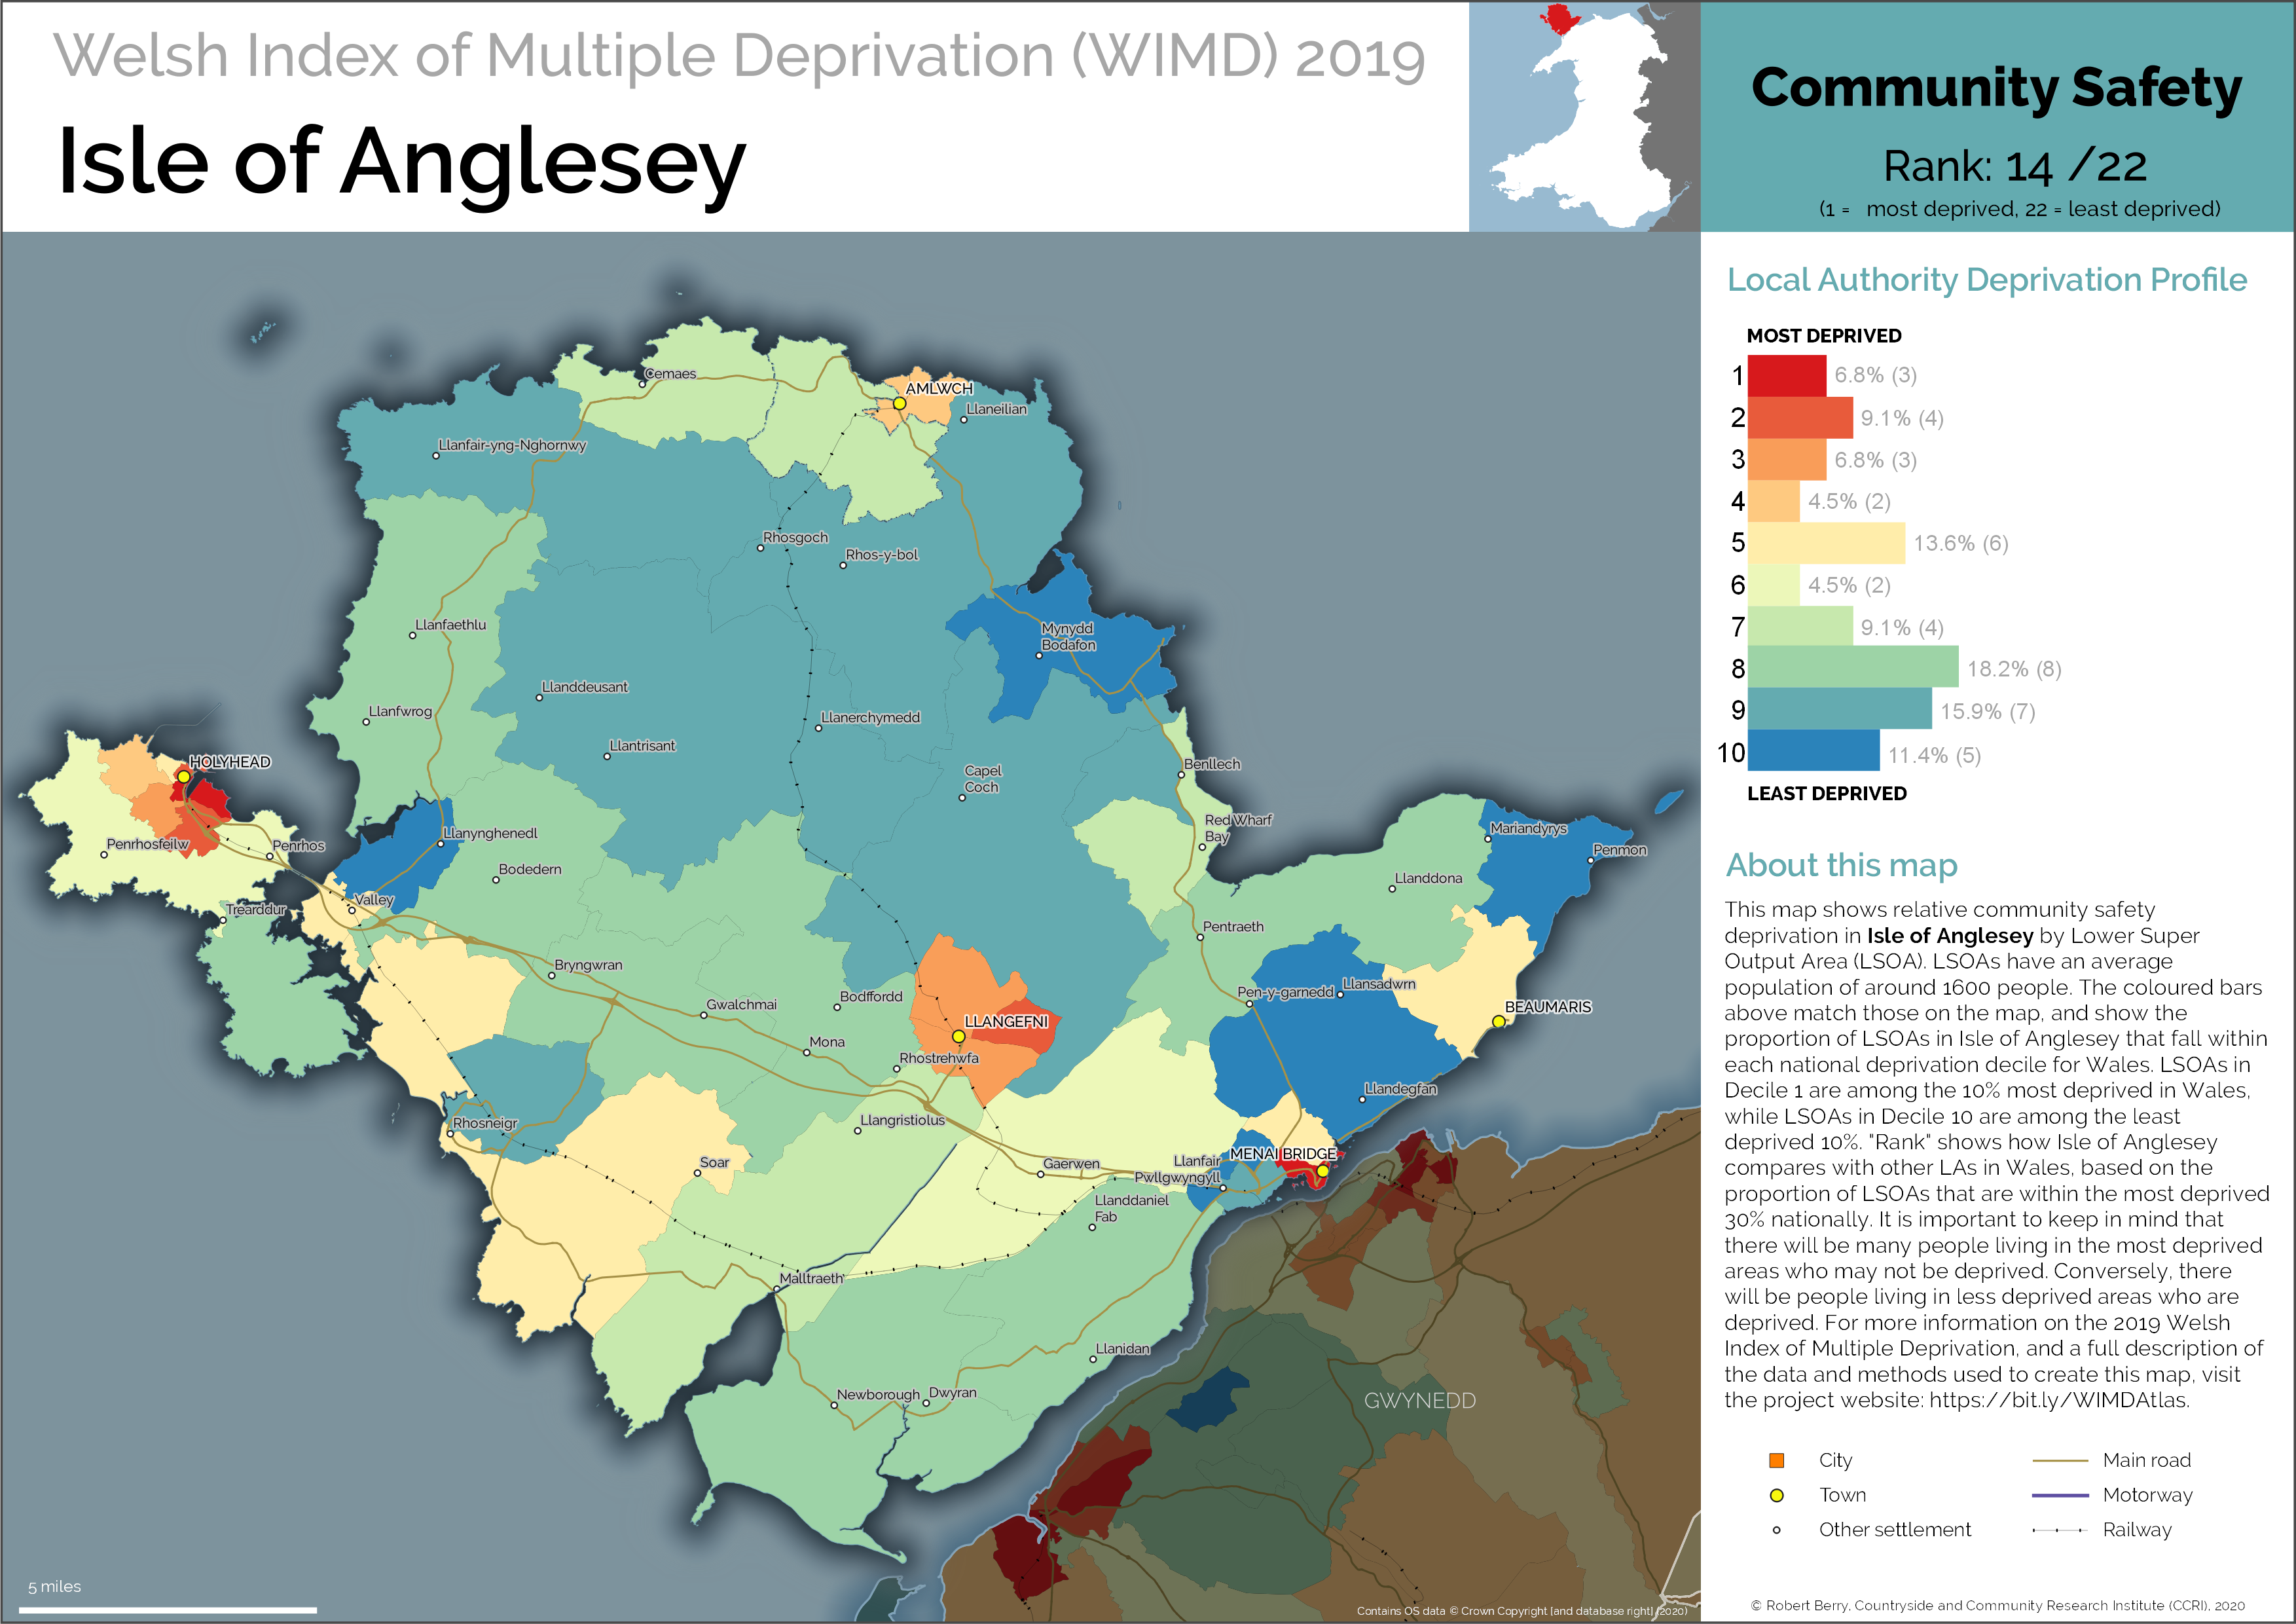 Welsh Index of Multiple Deprivation (WIMD) 2019
Isle of Anglesey
Community Safety
Rank: 14 /22
(1 = most deprived, 22 = least deprived)
Local Authority Deprivation Profile
MOST DEPRIVED
1 6.8% (3)
2 9.1% (4)
3 6.8% (3)
4 4.5% (2)
5 13.6% (6)
6 4.5% (2)
7 9.1% (4)
8 18.2% (8)
9 15.9% (7)
10 11.4% (5)
LEAST DEPRIVED
About this map
This map shows relative community safety
deprivation in Isle of Anglesey by Lower Super
Output Area (LSOA). LSOAs have an average
population of around 1600 people. The coloured bars
above match those on the map, and show the
proportion of LSOAs in Isle of Anglesey that fall within
each national deprivation decile for Wales. LSOAs in
Decile 1 are among the 10% most deprived in Wales,
while LSOAs in Decile 10 are among the least
deprived 10%. "Rank" shows how Isle of Anglesey
compares with other LAs in Wales, based on the
proportion of LSOAs that are within the most deprived
30% nationally. It is important to keep in mind that
there will be many people living in the most deprived
areas who may not be deprived. Conversely, there
will be people living in less deprived areas who are
deprived. For more information on the 2019 Welsh
Index of Multiple Deprivation, and a full description of
the data and methods used to create this map, visit
the project website: https://bit.ly/WIMDAtlas.
City
Main road
Town
Motorway
Other settlement
Railway
© Robert Berry, Countryside and Community Research Institute (CCRI), 2020
Cemaes
AMLWCH
Llaneilian
Llanfair-yng-Nghornwy
Rhosgoch
Rhos-y-bol
Llanfaethlu
Mynydd
Bodafon
Llanddeusant
Llanfwrog
Llanerchymedd
Llantrisant
HOLYHEAD
Benllech
Capel
Coch
Red Wharf
Bay
Llanynghenedl
Mariandyrys
Penrhosfeilw
Penrhos
Penmon
Bodedern
Llanddona
Valley
Trearddur
Pentraeth
Bryngwran
Llansadwrn
Pen-y-garnedd
Bodffordd
Gwalchmai
BEAUMARIS
LLANGEFNI
Mona
Rhostrehwfa
Llandegfan
Rhosneigr
Llangristiolus
MENAI BRIDGE
Soar
Gaerwen
Llanfair
Pwllgwyngyll
Llanddaniel
Fab
Malltraeth
Llanidan
Newborough
Dwyran
GWYNEDD
5 miles
Contains OS data © Crown Copyright [and database right] (2020)